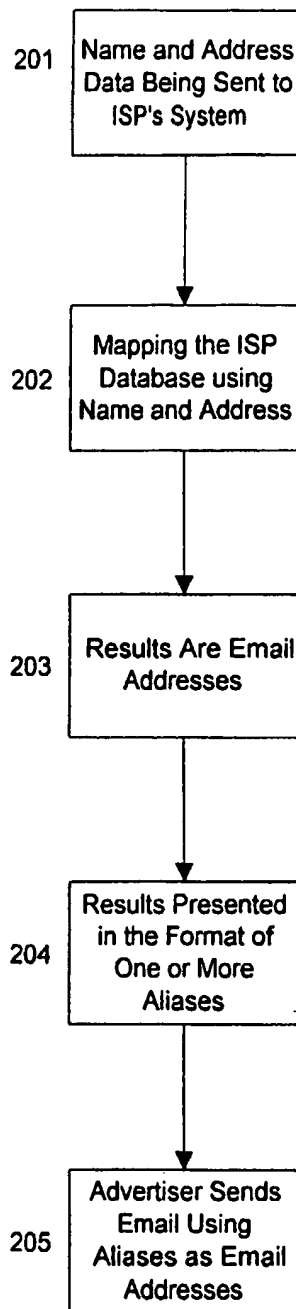 201
Name and Address
Data Being Sent to
ISP's System
202
Mapping the ISP
Database using
Name and Address
203
Results Are Email
Addresses
204
Results Presented
in the Format of
One or More
Aliases
205
Advertiser Sends
Email Using
Aliases as Email
Addresses